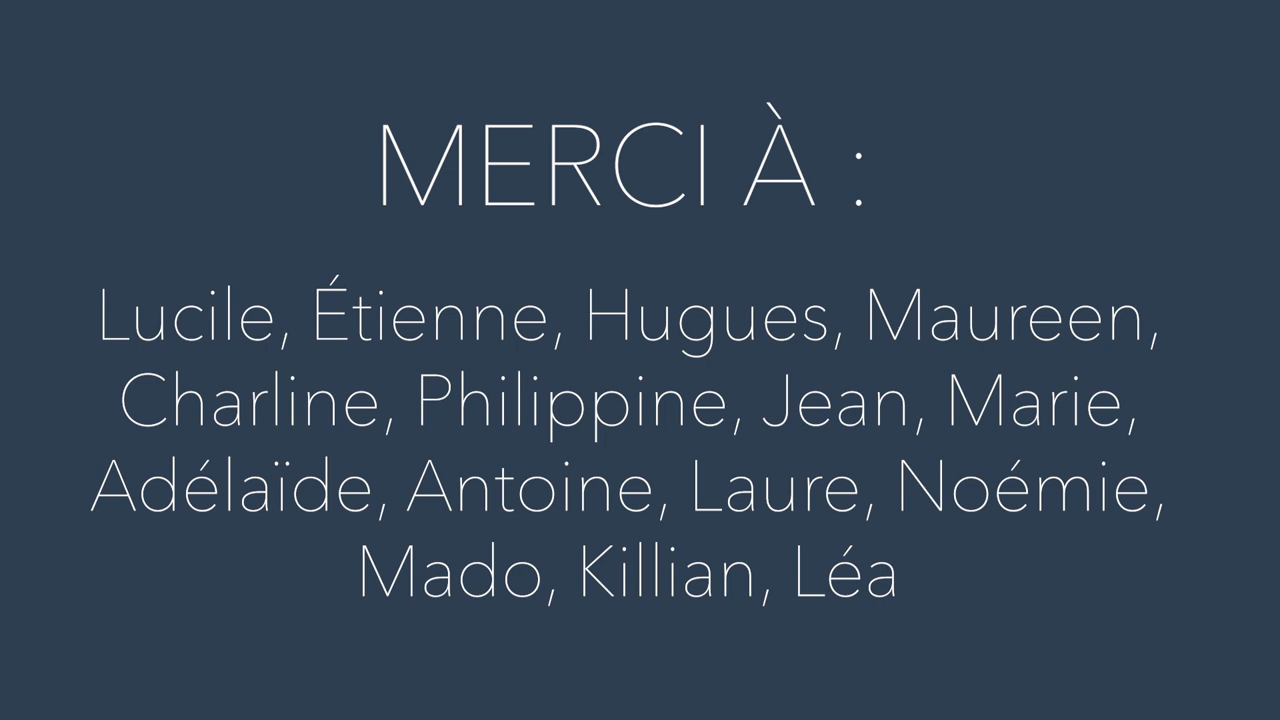 MERCI À :
Lucile, Étienne, Hugues, Maureen,
Charline, Philippine, Jean, Marie,
Adélaïde, Antoine, Laure, Noémie,
Mado, Killian, Léa